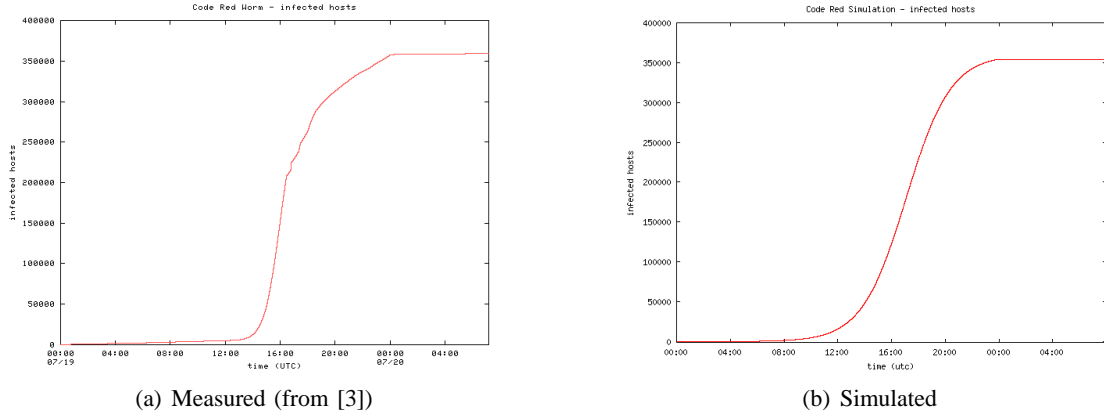 Code Red Worm - infected hosts
400000
350000
300000
250000
200000
150000
100000
50000
0
infected hosts
00:00 04:00 08:00 12:00 16:00 20:00 00:00 04:00
07/19 07/20
time (UTC)
(a) Measured (from [3])
Code Red Simulation - infected hosts
400000
350000
300000
250000
200000
150000
100000
50000
0
infected hosts
00:00 04:00 08:00 12:00 16:00 20:00 00:00 04:00
time (utc)
(b) Simulated